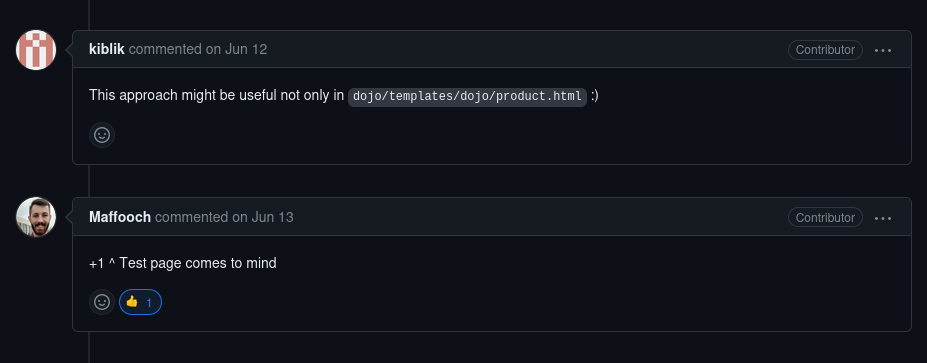 kiblik commented on Jun 12
Contributor
This approach might be useful not only in dojo/templates/dojo/product.html :)
Maffooch commented on Jun 13
Contributor
+1 ^ Test page comes to mind
👍 1